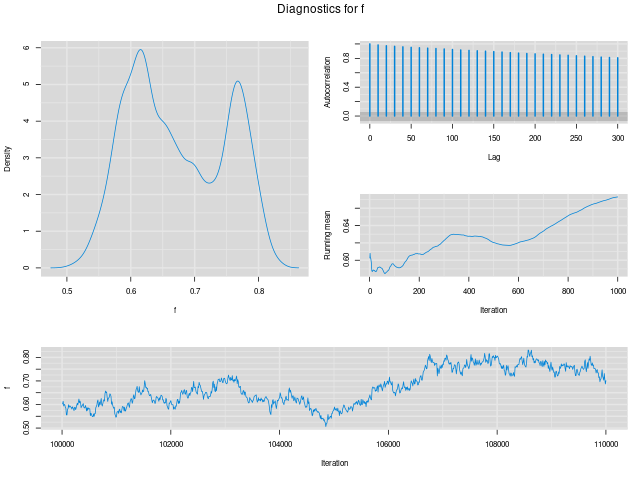 Diagnostics for f
Density
0 1 2 3 4 5 6
0.5 0.6 0.7 0.8
f
Autocorrelation
0.0 0.4 0.8
0 50 100 150 200 250 300
Lag
Running mean
0.60 0.64
0 200 400 600 800 1000
Iteration
f
0.50 0.60 0.70 0.80
100000 102000 104000 106000 108000 110000
Iteration